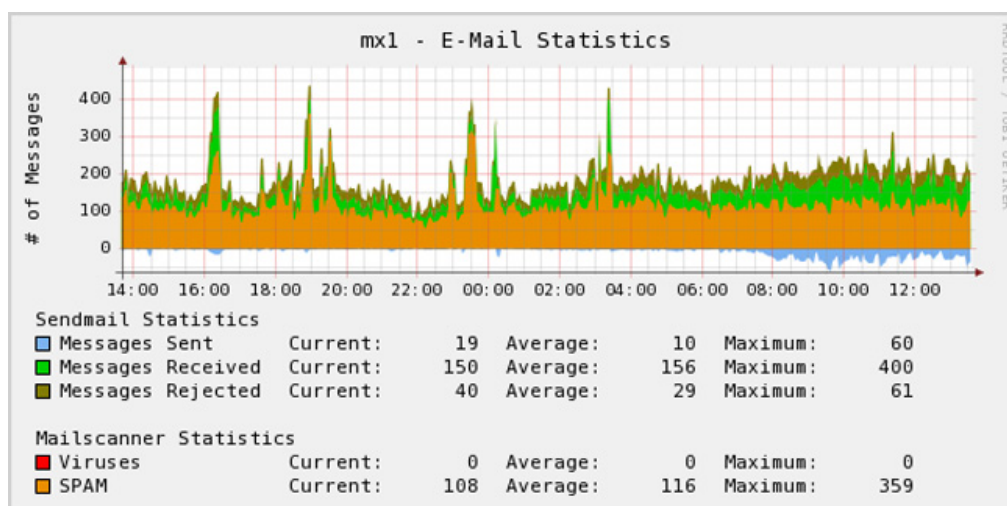 mx1 - E-Mail Statistics
# of Messages
400
300
200
100
0
14:00 16:00 18:00 20:00 22:00 00:00 02:00 04:00 06:00 08:00 10:00 12:00
Sendmail Statistics
Messages Sent Current: 19 Average: 10 Maximum: 60
Messages Received Current: 150 Average: 156 Maximum: 400
Messages Rejected Current: 40 Average: 29 Maximum: 61
Mailscanner Statistics
Viruses Current: 0 Average: 0 Maximum: 0
SPAM Current: 108 Average: 116 Maximum: 359